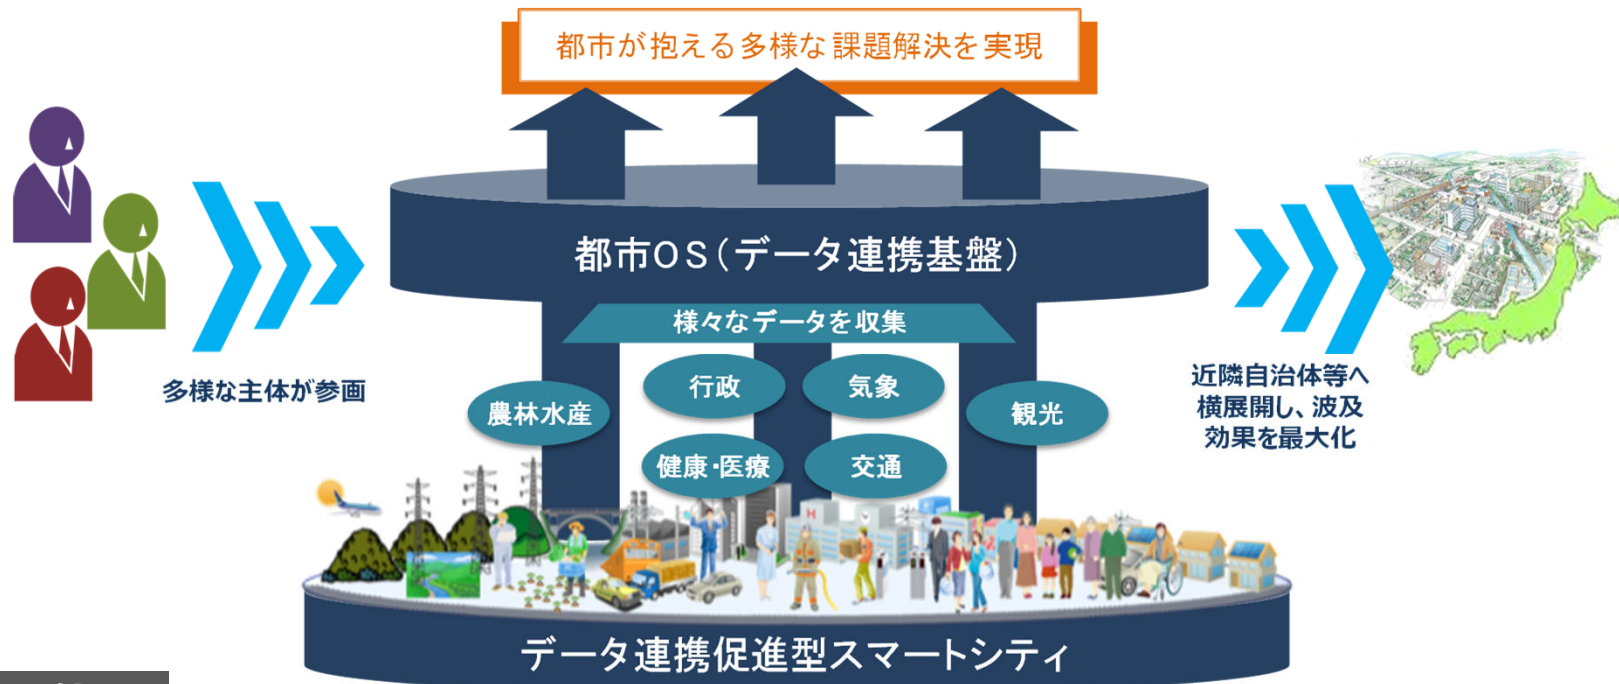 都市が抱える多様な課題解決を実現
都市OS(データ連携基盤)
様々なデータを収集
行政
気象
農林水産
観光
健康・医療
交通
多様な主体が参画
近隣自治体等へ
横展開し、波及
効果を最大化
H
データ連携促進型スマートシティ